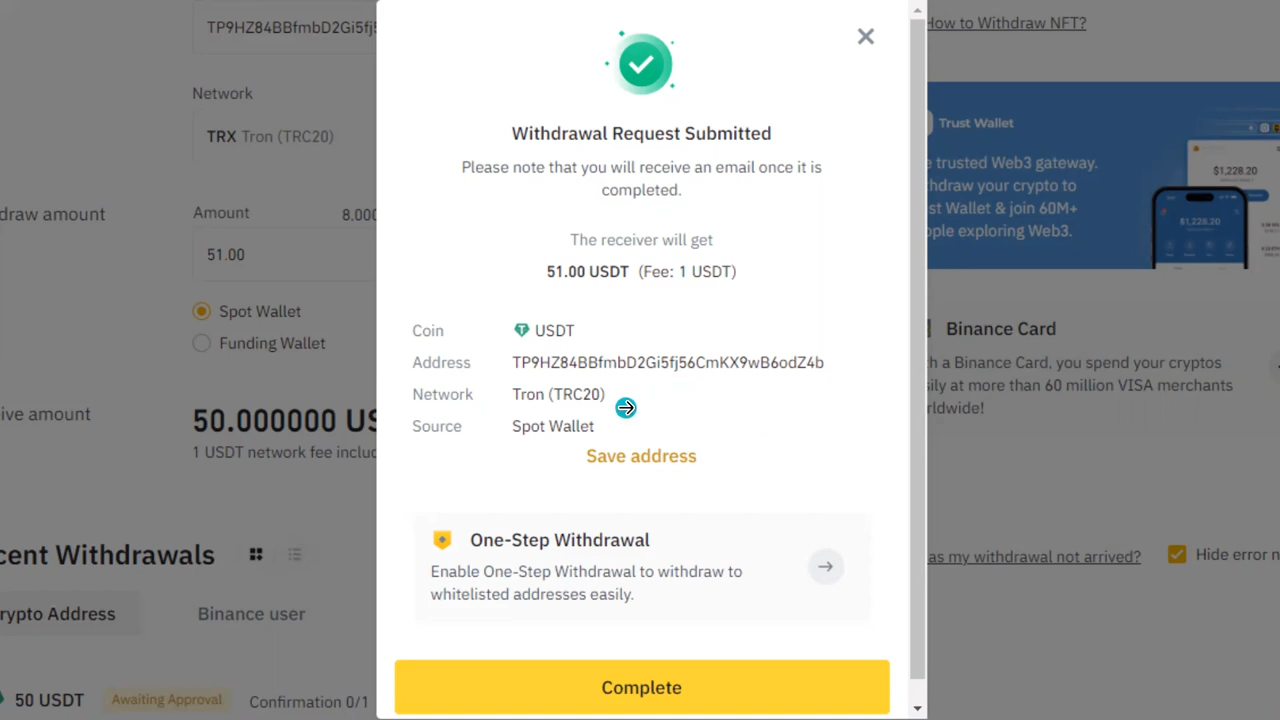 TP9HZ84BBfmbD2Gi5fj5
Network
TRX Tron (TRC20)
draw amount
Amount
8.000
51.00
Spot Wallet
Funding Wallet
ive amount
50.000000 US
1 USDT network fee includ
cent Withdrawals
rypto Address
Binance user
50 USDT
Awaiting Approval
Confirmation 0/1
Withdrawal Request Submitted
Please note that you will receive an email once it is
completed.
The receiver will get
51.00 USDT (Fee: 1 USDT)
Coin
USDT
Address
TP9HZ84BBfmbD2Gi5fj56CmKX9wB6odZ4b
Network
Tron (TRC20)
Source
Spot Wallet
Save address
One-Step Withdrawal
Enable One-Step Withdrawal to withdraw to
whitelisted addresses easily.
Complete
How to Withdraw NFT?
Trust Wallet
e trusted Web3 gateway.
hdraw your crypto to
st Wallet & join 60M+
ople exploring Web3.
$1,228.20
$1,228.20
Binance Card
h a Binance Card, you spend your cryptos
sily at more than 60 million VISA merchants
rldwide!
as my withdrawal not arrived?
Hide error n